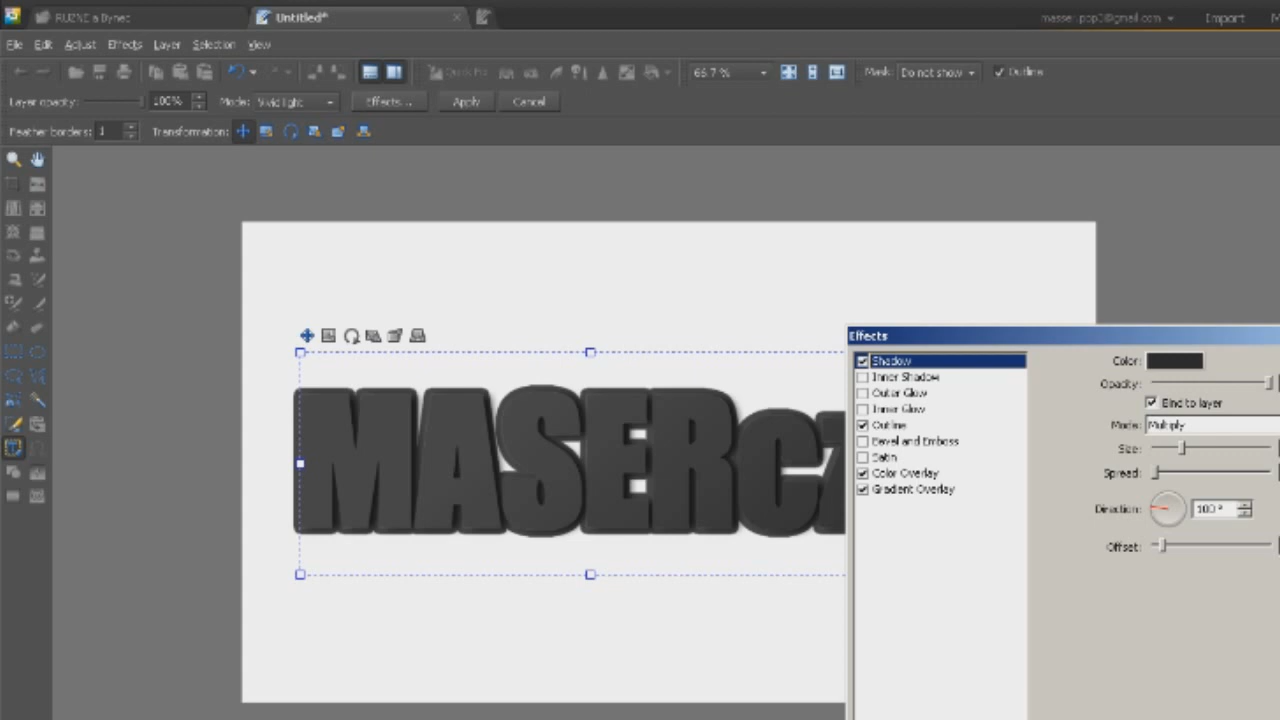 Untitled*
Import
File Edit Adjust Effects Layer Selection View
66.7 % Mask: Do not show Outline
Layer opacity: 100% Mode: Vivid light Effects... Apply Cancel
Feather borders: 1 Transformation:
MASERC
Effects
Shadow
Inner Shadow
Outer Glow
Inner Glow
Outline
Bevel and Emboss
Satin
Color Overlay
Gradient Overlay
Color:
Opacity:
Bind to layer
Mode: Multiply
Size:
Spread:
Direction: 100 °
Offset: